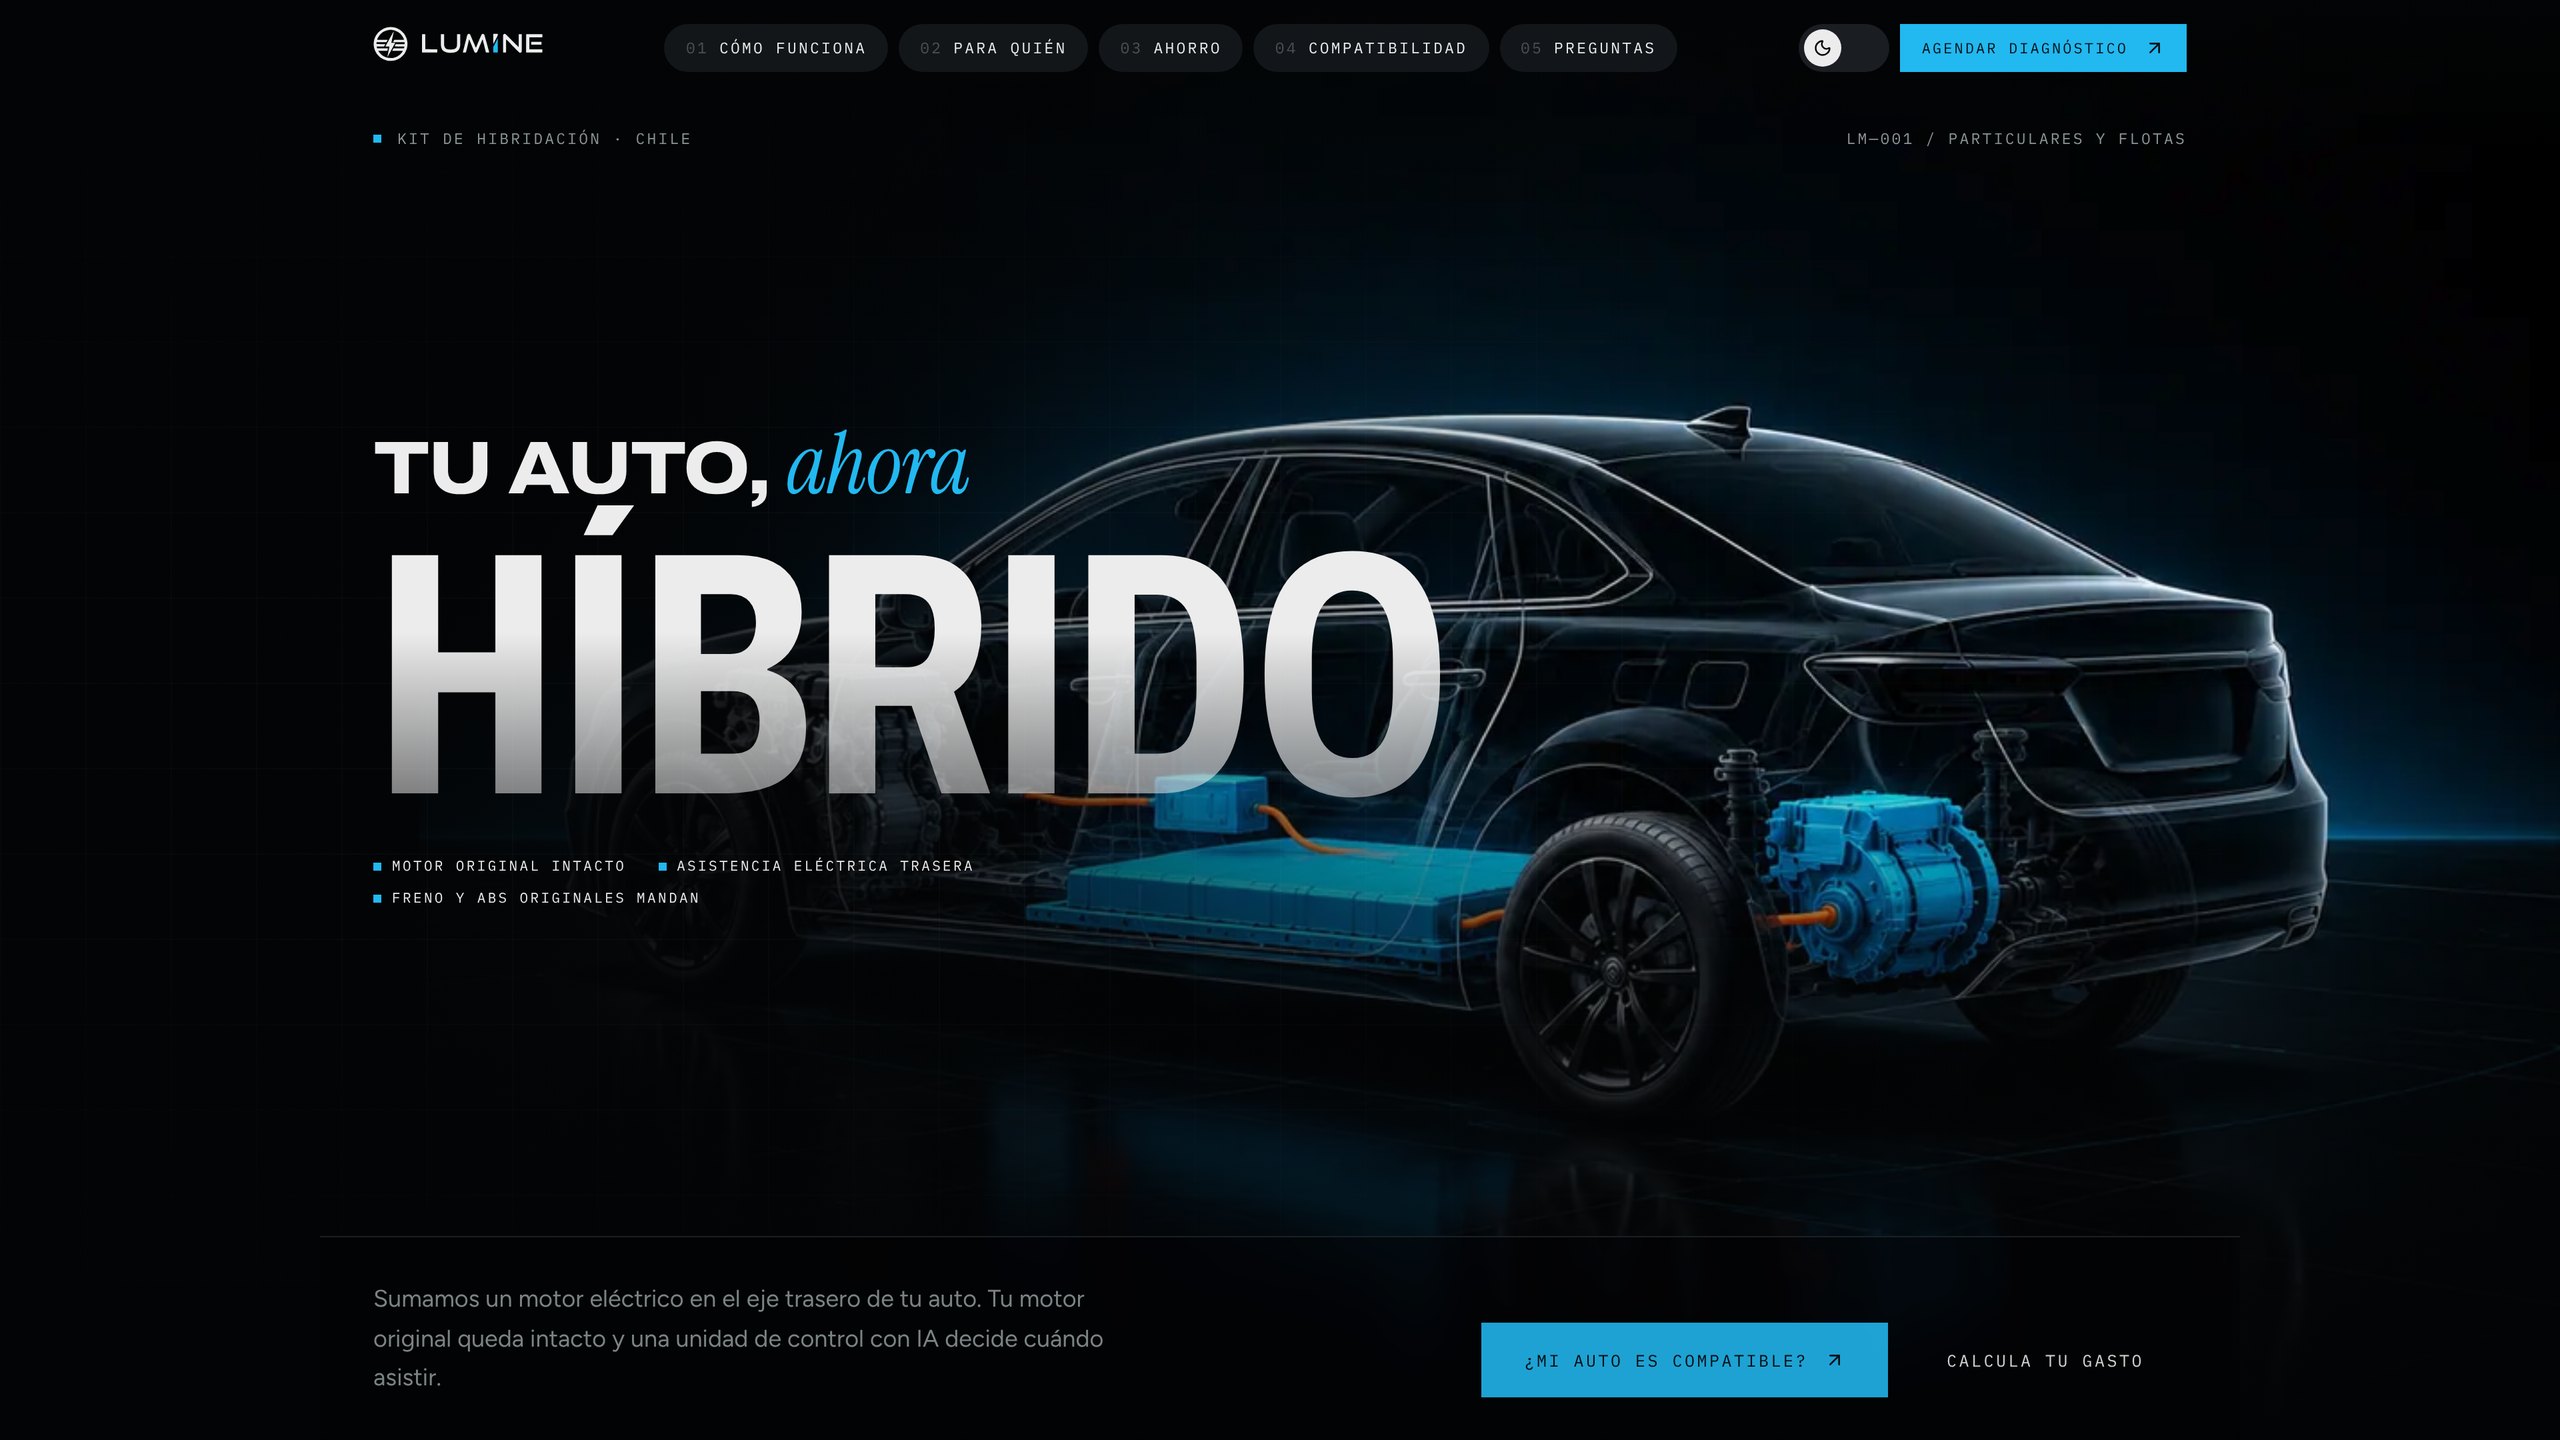 LUMINE
01 CÓMO FUNCIONA
02 PARA QUIÉN
03 AHORRO
04 COMPATIBILIDAD
05 PREGUNTAS
AGENDAR DIAGNÓSTICO
KIT DE HIBRIDACIÓN · CHILE
LM—001 / PARTICULARES Y FLOTAS
TU AUTO, ahora
HÍBRIDO
MOTOR ORIGINAL INTACTO
ASISTENCIA ELÉCTRICA TRASERA
FRENO Y ABS ORIGINALES MANDAN
Sumamos un motor eléctrico en el eje trasero de tu auto. Tu motor
original queda intacto y una unidad de control con IA decide cuándo
asistir.
¿MI AUTO ES COMPATIBLE?
CALCULA TU GASTO